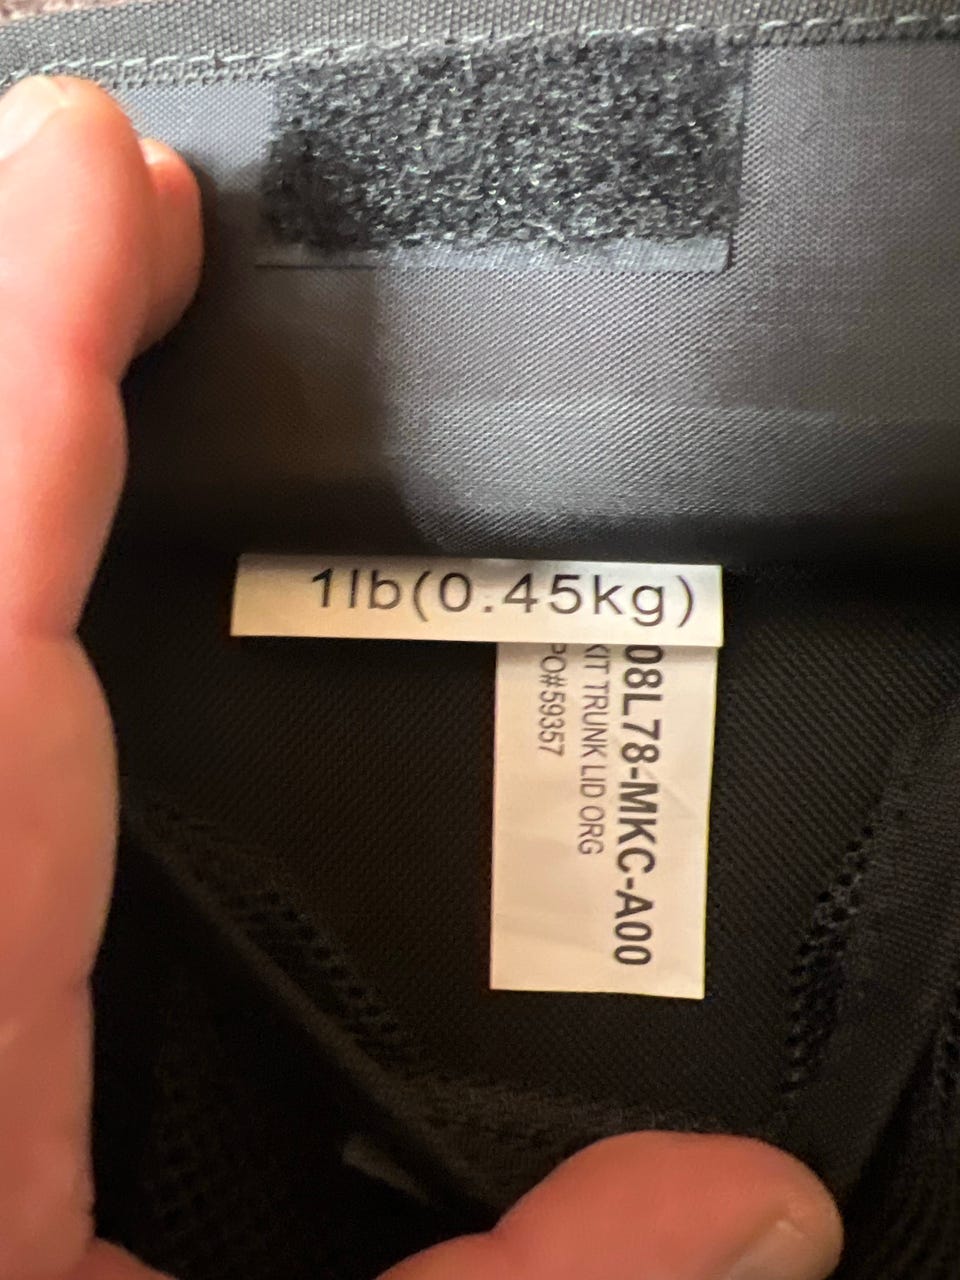 1lb(0.45kg)
08L78-MKC-A00
KIT TRUNK LID ORG
PO#59357